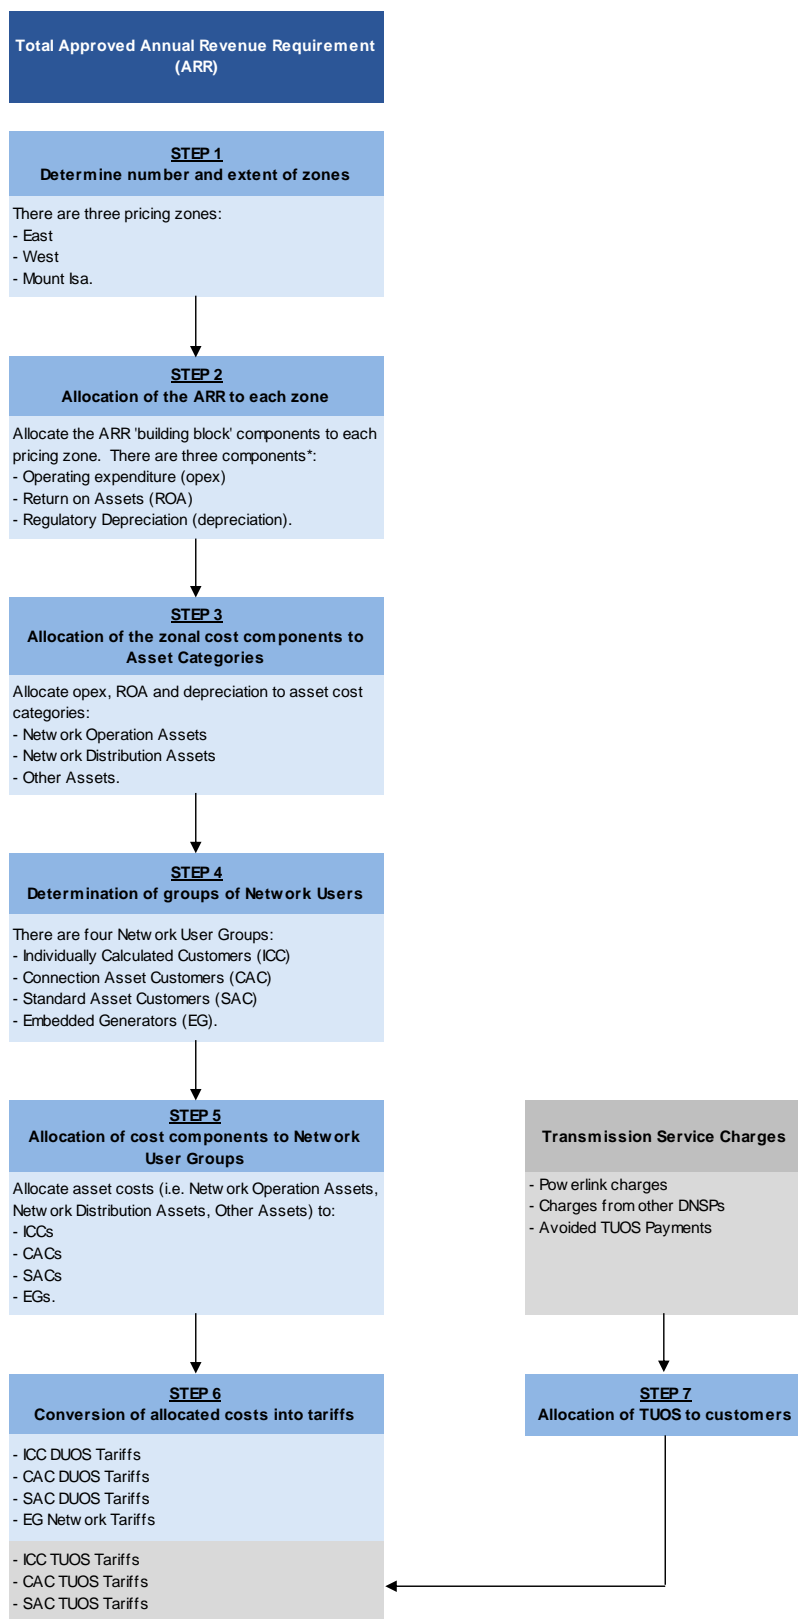 Total Approved Annual Revenue Requirement
(ARR)
STEP 1
Determine number and extent of zones
There are three pricing zones:
- East
- West
- Mount Isa.
STEP 2
Allocation of the ARR to each zone
Allocate the ARR 'building block' components to each
pricing zone.  There are three components*:
- Operating expenditure (opex)
- Return on Assets (ROA)
- Regulatory Depreciation (depreciation).
STEP 3
Allocation of the zonal cost components to
Asset Categories
Allocate opex, ROA and depreciation to asset cost
categories:
- Network Operation Assets
- Network Distribution Assets
- Other Assets.
STEP 4
Determination of groups of Network Users
There are four Network User Groups:
- Individually Calculated Customers (ICC)
- Connection Asset Customers (CAC)
- Standard Asset Customers (SAC)
- Embedded Generators (EG).
STEP 5
Allocation of cost components to Network
User Groups
Allocate asset costs (i.e. Network Operation Assets,
Network Distribution Assets, Other Assets) to:
- ICCs
- CACs
- SACs
- EGs.
Transmission Service Charges
- Powerlink charges
- Charges from other DNSPs
- Avoided TUOS Payments
STEP 6
Conversion of allocated costs into tariffs
- ICC DUOS Tariffs
- CAC DUOS Tariffs
- SAC DUOS Tariffs
- EG Network Tariffs
- ICC TUOS Tariffs
- CAC TUOS Tariffs
- SAC TUOS Tariffs
STEP 7
Allocation of TUOS to customers